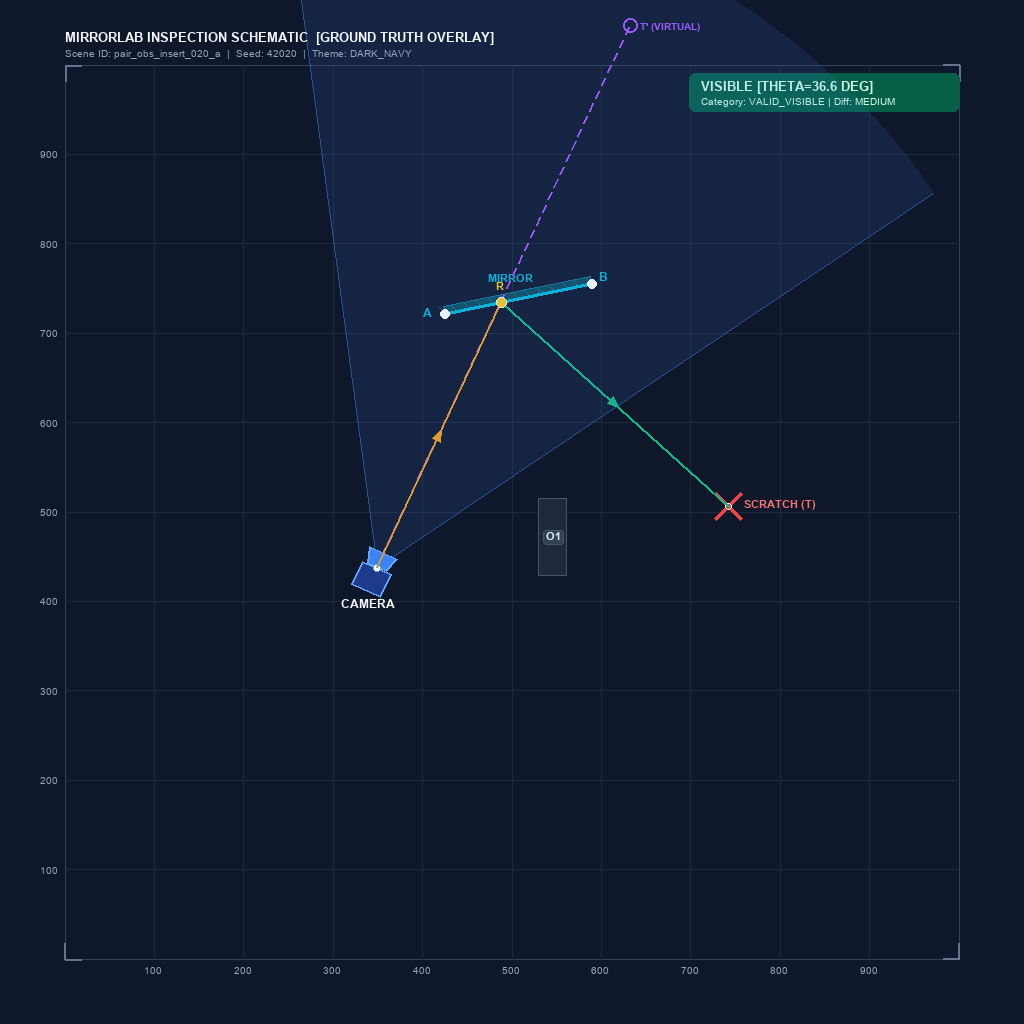 T' (VIRTUAL)
MIRRORLAB INSPECTION SCHEMATIC [GROUND TRUTH OVERLAY]
Scene ID: pair_obs_insert_020_a | Seed: 42020 | Theme: DARK_NAVY
VISIBLE [THETA=36.6 DEG]
Category: VALID_VISIBLE | Diff: MEDIUM
900
800
MIRROR
B
R
A
700
600
500
SCRATCH (T)
O1
400
CAMERA
300
200
100
100 200 300 400 500 600 700 800 900